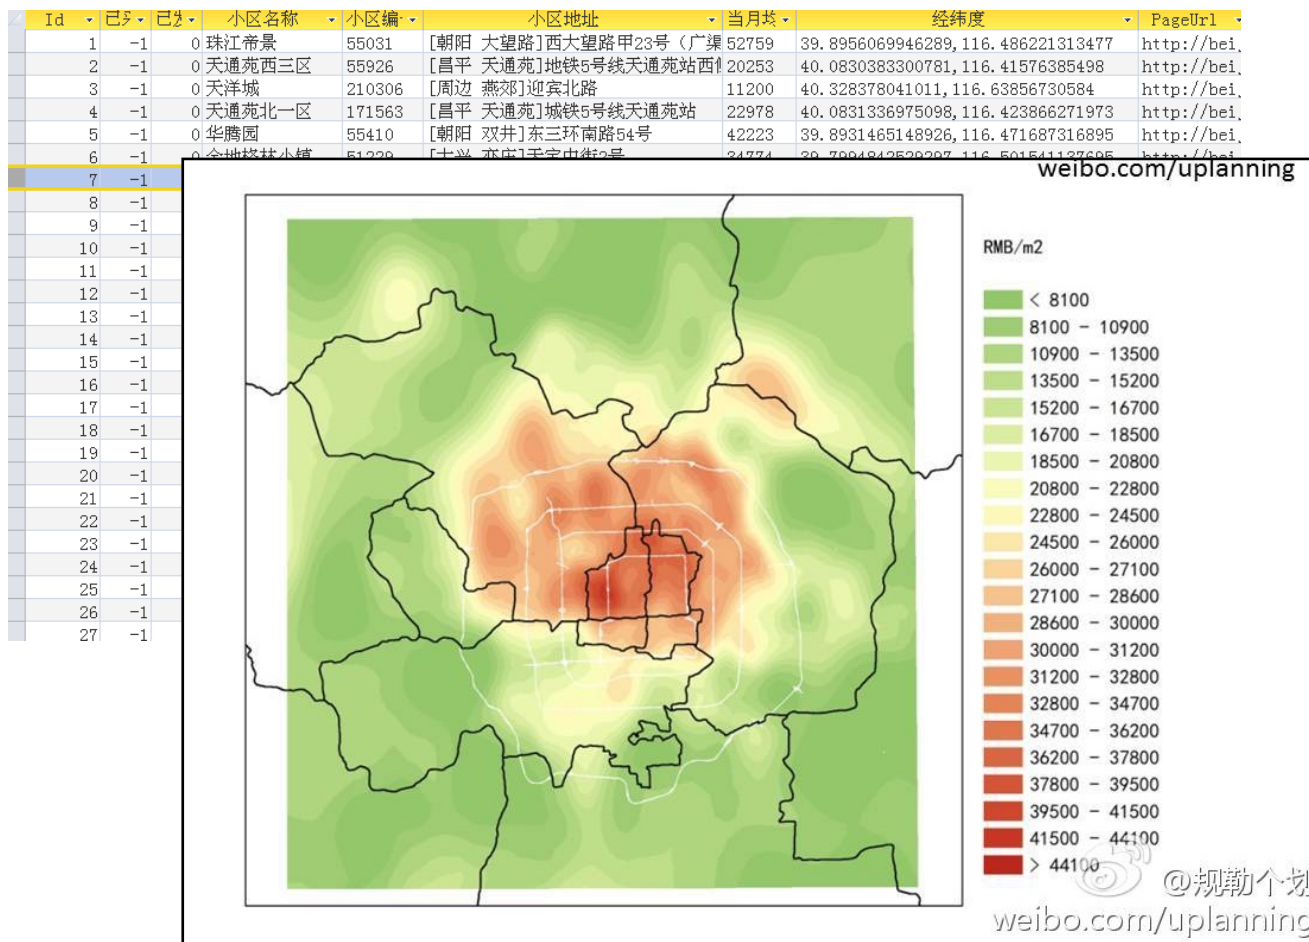 Id 已 已发 小区名称 小区编 小区地址 当月均 经纬度 PageUrl
1 -1 0 珠江帝景 55031 [朝阳 大望路]西大望路甲23号（广渠 52759 39.8956069946289,116.486221313477 http://bei.
2 -1 0 天通苑西三区 55926 [昌平 天通苑]地铁5号线天通苑站西 20253 40.0830383300781,116.41576385498 http://bei.
3 -1 0 天洋城 210306 [周边 燕郊]迎宾北路 11200 40.328378041011,116.63856730584 http://bei.
4 -1 0 天通苑北一区 171563 [昌平 天通苑]城铁5号线天通苑站 22978 40.0831336975098,116.423866271973 http://bei.
5 -1 0 华腾园 55410 [朝阳 双井]东三环南路54号 42223 39.8931465148926,116.471687316895 http://bei.
6 -1
7 -1
8 -1
9 -1
10 -1
11 -1
12 -1
13 -1
14 -1
15 -1
16 -1
17 -1
18 -1
19 -1
20 -1
21 -1
22 -1
23 -1
24 -1
25 -1
26 -1
27 -1
weibo.com/uplanning
RMB/m2
< 8100
8100 - 10900
10900 - 13500
13500 - 15200
15200 - 16700
16700 - 18500
18500 - 20800
20800 - 22800
22800 - 24500
24500 - 26000
26000 - 27100
27100 - 28600
28600 - 30000
30000 - 31200
31200 - 32800
32800 - 34700
34700 - 36200
36200 - 37800
37800 - 39500
39500 - 41500
41500 - 44100
> 44100
@规勒个划
weibo.com/uplanning